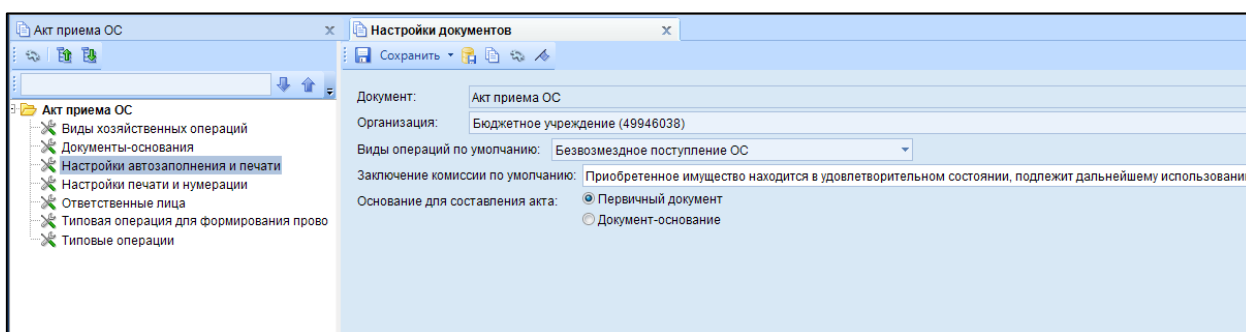 Акт приема ОС
Настройки документов
Сохранить
Акт приема ОС
Виды хозяйственных операций
Документы-основания
Настройки автозаполнения и печати
Настройки печати и нумерации
Ответственные лица
Типовая операция для формирования прово
Типовые операции
Документ: Акт приема ОС
Организация: Бюджетное учреждение (49946038)
Виды операций по умолчанию: Безвозмездное поступление ОС
Заключение комиссии по умолчанию: Приобретенное имущество находится в удовлетворительном состоянии, подлежит дальнейшему использовани
Основание для составления акта: Первичный документ
Документ-основание